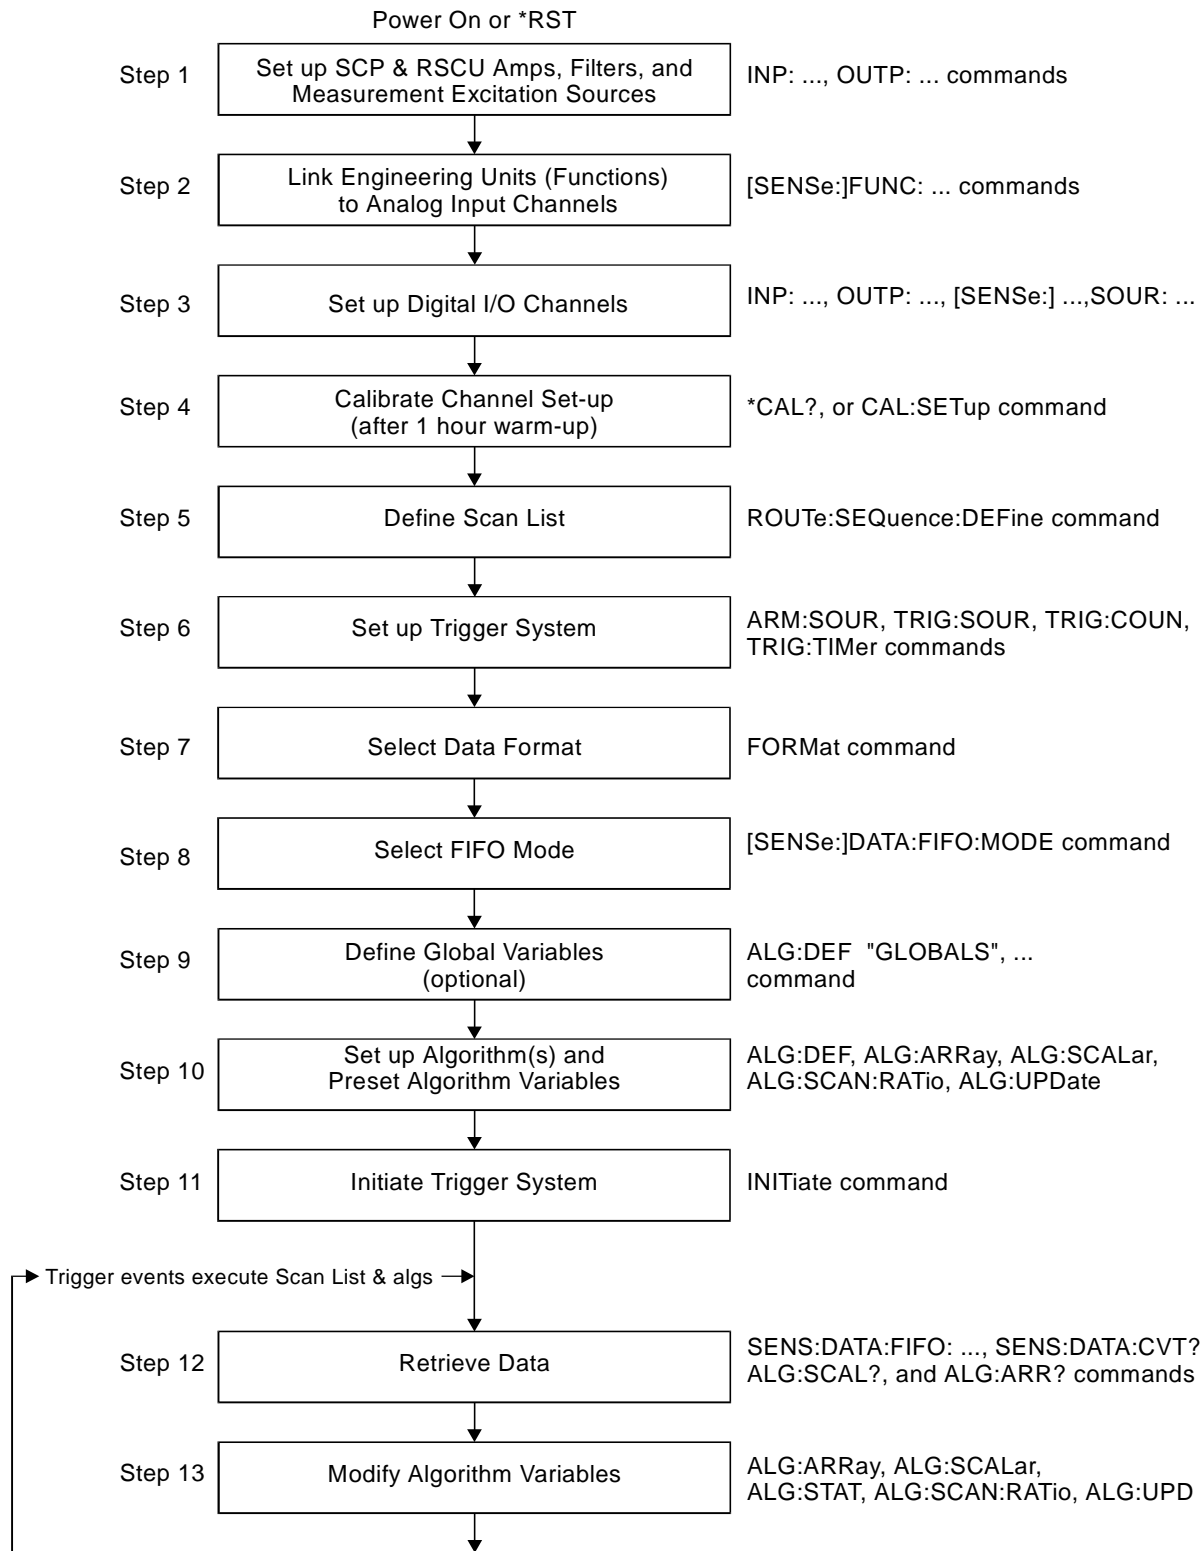 Power On or *RST
Step 1
Set up SCP & RSCU Amps, Filters, and
Measurement Excitation Sources
INP: ..., OUTP: ... commands
Step 2
Link Engineering Units (Functions)
to Analog Input Channels
[SENSe:]FUNC: ... commands
Step 3
Set up Digital I/O Channels
INP: ..., OUTP: ..., [SENSe:] ...,SOUR: ...
Step 4
Calibrate Channel Set-up
(after 1 hour warm-up)
*CAL?, or CAL:SETup command
Step 5
Define Scan List
ROUTe:SEQuence:DEFine command
Step 6
Set up Trigger System
ARM:SOUR, TRIG:SOUR, TRIG:COUN,
TRIG:TIMer commands
Step 7
Select Data Format
FORMat command
Step 8
Select FIFO Mode
[SENSe:]DATA:FIFO:MODE command
Step 9
Define Global Variables
(optional)
ALG:DEF "GLOBALS", ...
command
Step 10
Set up Algorithm(s) and
Preset Algorithm Variables
ALG:DEF, ALG:ARRay, ALG:SCALar,
ALG:SCAN:RATio, ALG:UPDate
Step 11
Initiate Trigger System
INITiate command
Trigger events execute Scan List & algs
Step 12
Retrieve Data
SENS:DATA:FIFO: ..., SENS:DATA:CVT?
ALG:SCAL?, and ALG:ARR? commands
Step 13
Modify Algorithm Variables
ALG:ARRay, ALG:SCALar,
ALG:STAT, ALG:SCAN:RATio, ALG:UPD